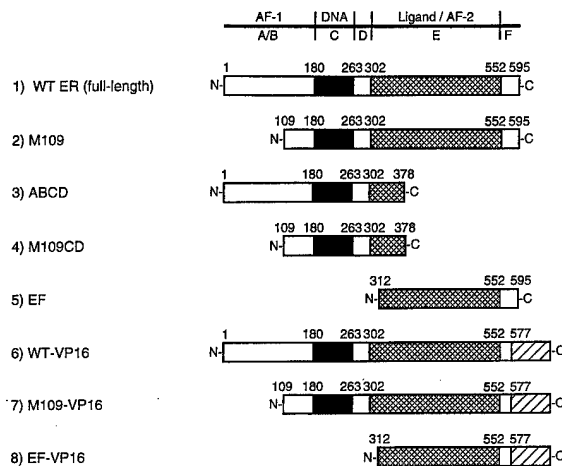 AF-1 DNA Ligand / AF-2
A/B C D E F
1 180 263 302 552 595
1) WT ER (full-length) N- -C
109 180 263 302 552 595
2) M109 N- -C
1 180 263 302 378
3) ABCD N- -C
109 180 263 302 378
4) M109CD N- -C
312 552 595
5) EF N- -C
1 180 263 302 552 577
6) WT-VP16 N- -C
109 180 263 302 552 577
7) M109-VP16 N- -C
312 552 577
8) EF-VP16 N- -C